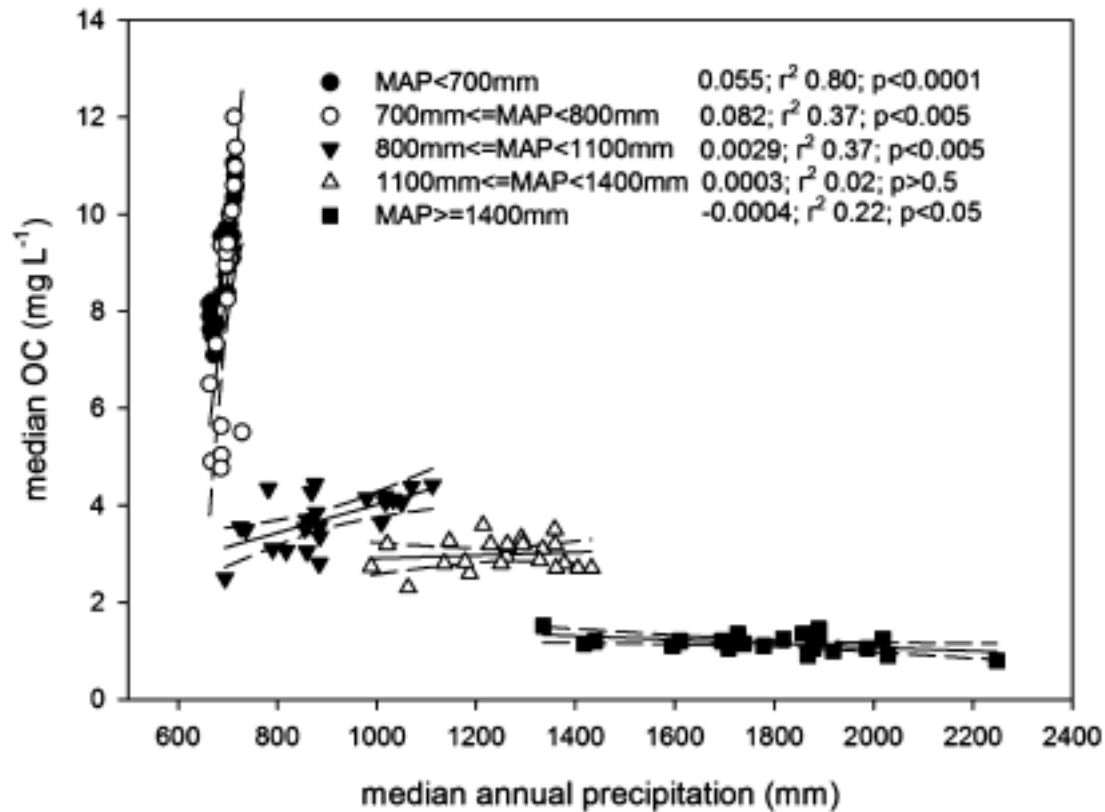 14
12
10
8
6
4
2
0
median OC (mg L⁻¹)
MAP<700mm 0.055; r² 0.80; p<0.0001
700mm<=MAP<800mm 0.082; r² 0.37; p<0.005
800mm<=MAP<1100mm 0.0029; r² 0.37; p<0.005
1100mm<=MAP<1400mm 0.0003; r² 0.02; p>0.5
MAP>=1400mm -0.0004; r² 0.22; p<0.05
600 800 1000 1200 1400 1600 1800 2000 2200 2400
median annual precipitation (mm)